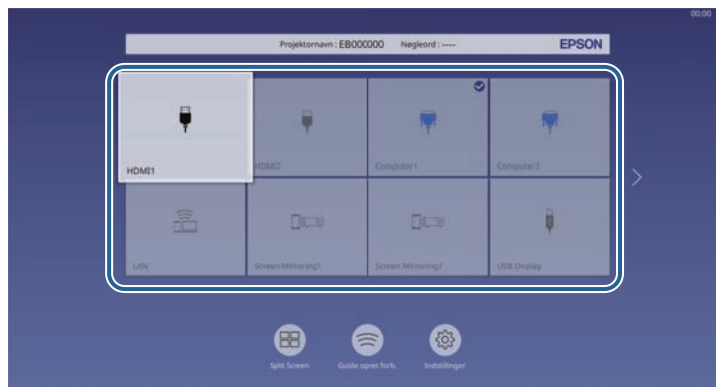 00:00
Projektornavn : EB000000 Nøgleord : ---- EPSON
HDMI1 HDMI2 Computer1 Computer2
LAN Screen Mirroring1 Screen Mirroring2 USB Display
Split Screen Guide opret forb. Indstillinger